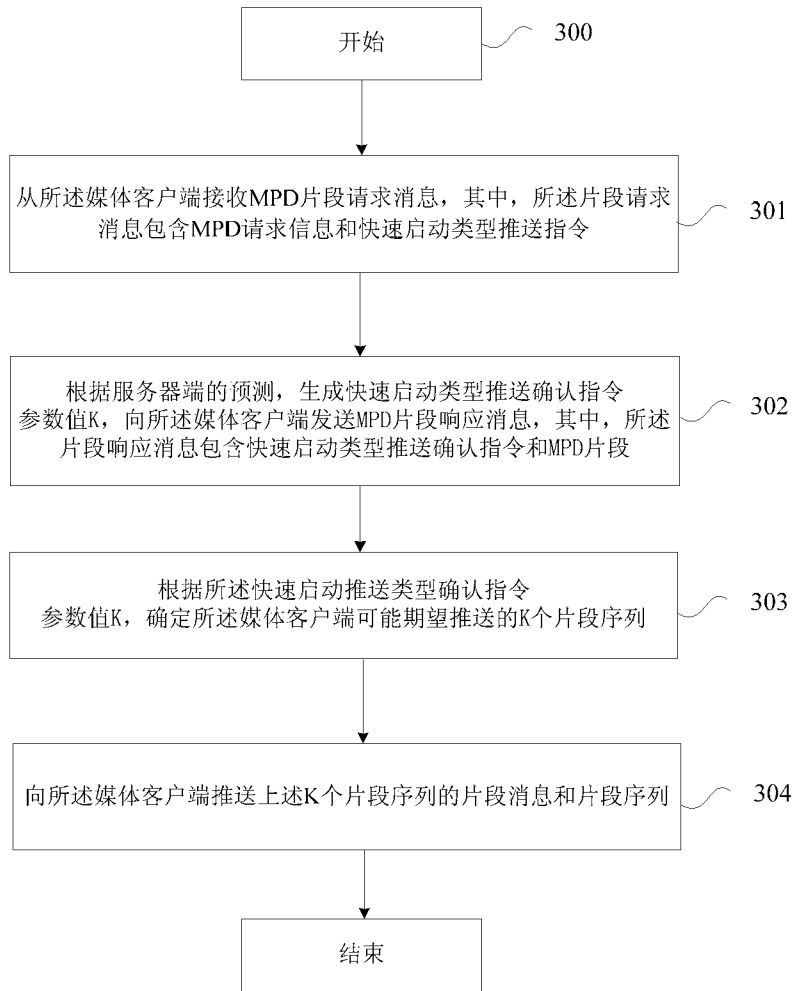 开始
300
从所述媒体客户端接收MPD片段请求消息，其中，所述片段请求
消息包含MPD请求信息和快速启动类型推送指令
301
根据服务器端的预测，生成快速启动类型推送确认指令
参数值K，向所述媒体客户端发送MPD片段响应消息，其中，所述
片段响应消息包含快速启动类型推送确认指令和MPD片段
302
根据所述快速启动推送类型确认指令
参数值K，确定所述媒体客户端可能期望推送的K个片段序列
303
向所述媒体客户端推送上述K个片段序列的片段消息和片段序列
304
结束